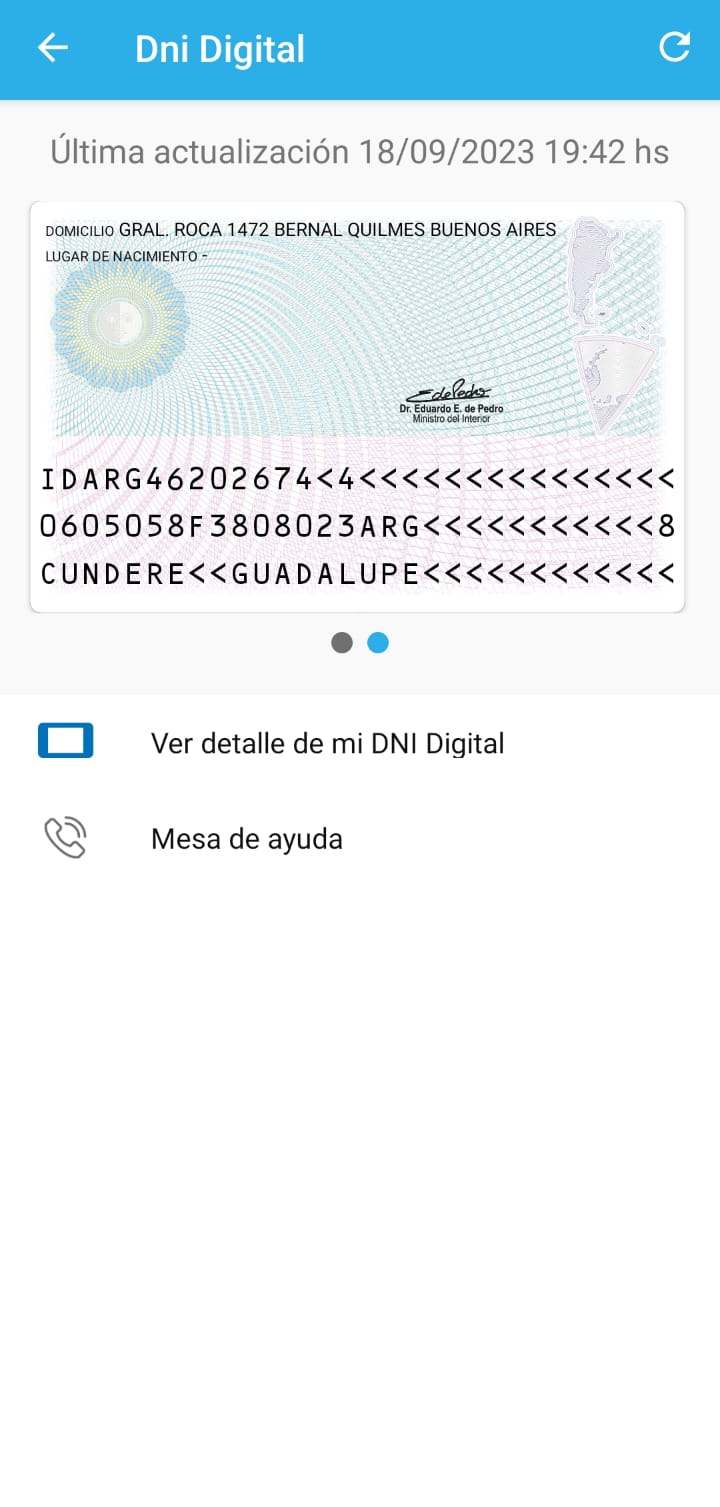 Dni Digital
Última actualización 18/09/2023 19:42 hs
DOMICILIO GRAL. ROCA 1472 BERNAL QUILMES BUENOS AIRES
LUGAR DE NACIMIENTO -
EdePedro
Dr. Eduardo E. de Pedro
Ministro del Interior
IDARG46202674<4<<<<<<<<<<<<<<<
0605058F3808023ARG<<<<<<<<<<<8
CUNDERE<<GUADALUPE<<<<<<<<<<<<
Ver detalle de mi DNI Digital
Mesa de ayuda